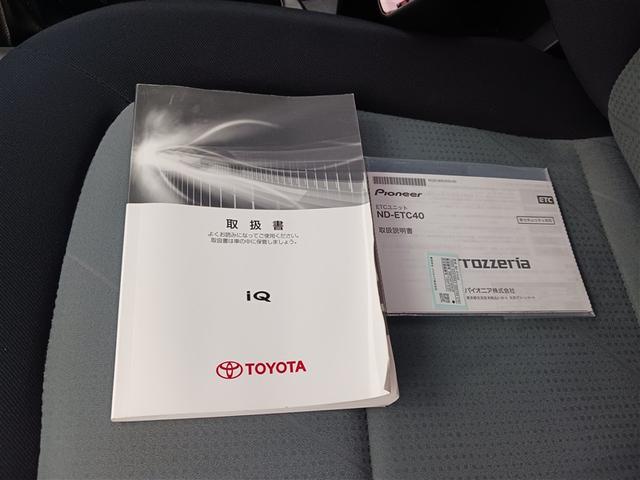 取扱書
よくお読みになってご使用ください。
取扱書は車の中に保管しましょう。
iQ
TOYOTA
Pioneer
ETC
ETCユニット
ND-ETC40
取扱説明書
rrozzeria
パイオニア株式会社